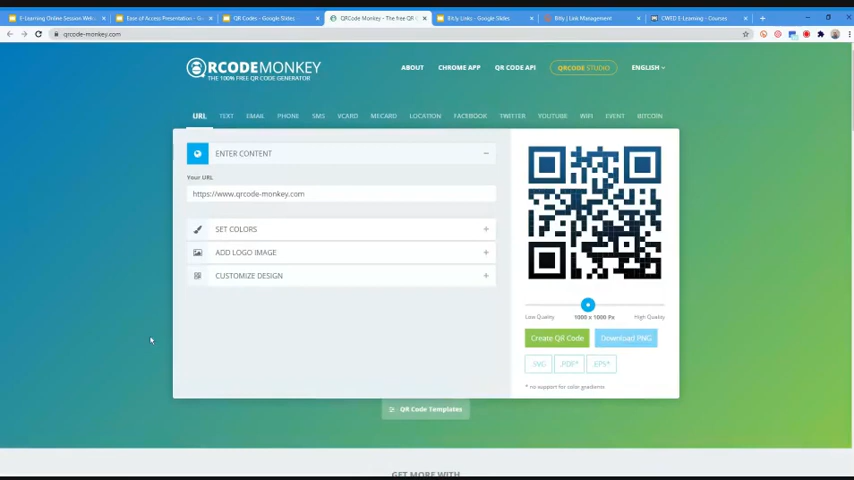 E-Learning Online Session Web
Ease of Access Presentation - G
QR Codes - Google Slides
QRCode Monkey - The free QR C
Bit.ly Links - Google Slides
Bitly | Link Management
CWED E-Learning - Courses
qrcode-monkey.com
QRCODEMONKEY
THE 100% FREE QR CODE GENERATOR
ABOUT
CHROME APP
QR CODE API
QRCODE STUDIO
ENGLISH
URL
TEXT
EMAIL
PHONE
SMS
VCARD
MECARD
LOCATION
FACEBOOK
TWITTER
YOUTUBE
WIFI
EVENT
BITCOIN
ENTER CONTENT
Your URL
https://www.qrcode-monkey.com
SET COLORS
ADD LOGO IMAGE
CUSTOMIZE DESIGN
Low Quality
1000 x 1000 Px
High Quality
Create QR Code
Download PNG
.SVG
.PDF*
.EPS*
* no support for color gradients
QR Code Templates
GET MORE WITH